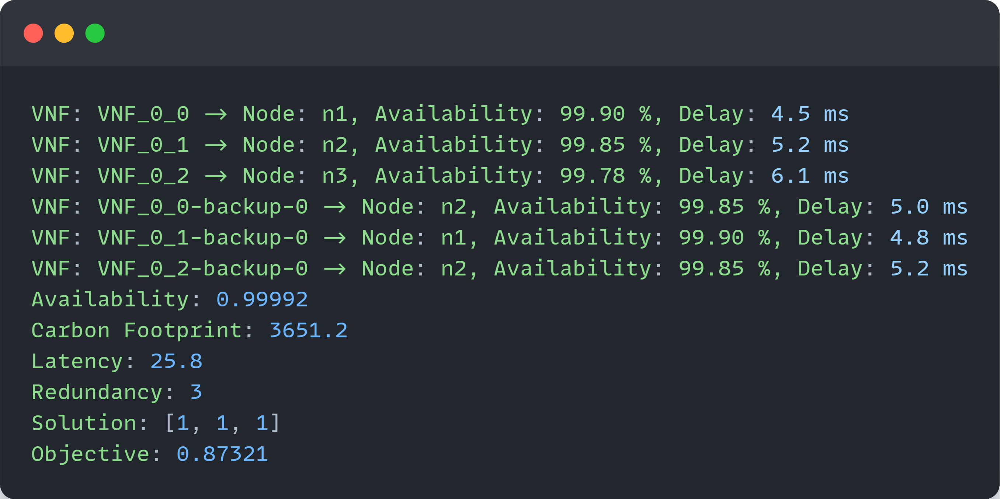 VNF: VNF_0_0 → Node: n1, Availability: 99.90 %, Delay: 4.5 ms
VNF: VNF_0_1 → Node: n2, Availability: 99.85 %, Delay: 5.2 ms
VNF: VNF_0_2 → Node: n3, Availability: 99.78 %, Delay: 6.1 ms
VNF: VNF_0_0-backup-0 → Node: n2, Availability: 99.85 %, Delay: 5.0 ms
VNF: VNF_0_1-backup-0 → Node: n1, Availability: 99.90 %, Delay: 4.8 ms
VNF: VNF_0_2-backup-0 → Node: n2, Availability: 99.85 %, Delay: 5.2 ms
Availability: 0.99992
Carbon Footprint: 3651.2
Latency: 25.8
Redundancy: 3
Solution: [1, 1, 1]
Objective: 0.87321